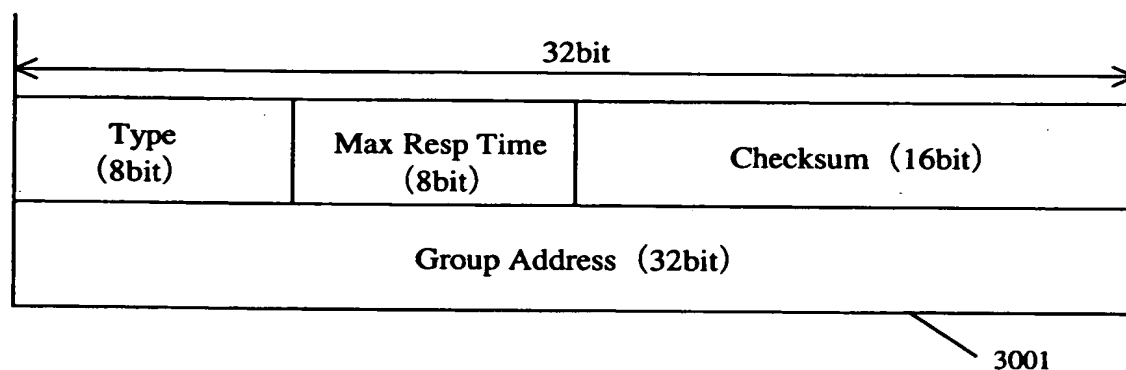 32bit
Type
(8bit)
Max Resp Time
(8bit)
Checksum (16bit)
Group Address (32bit)
3001